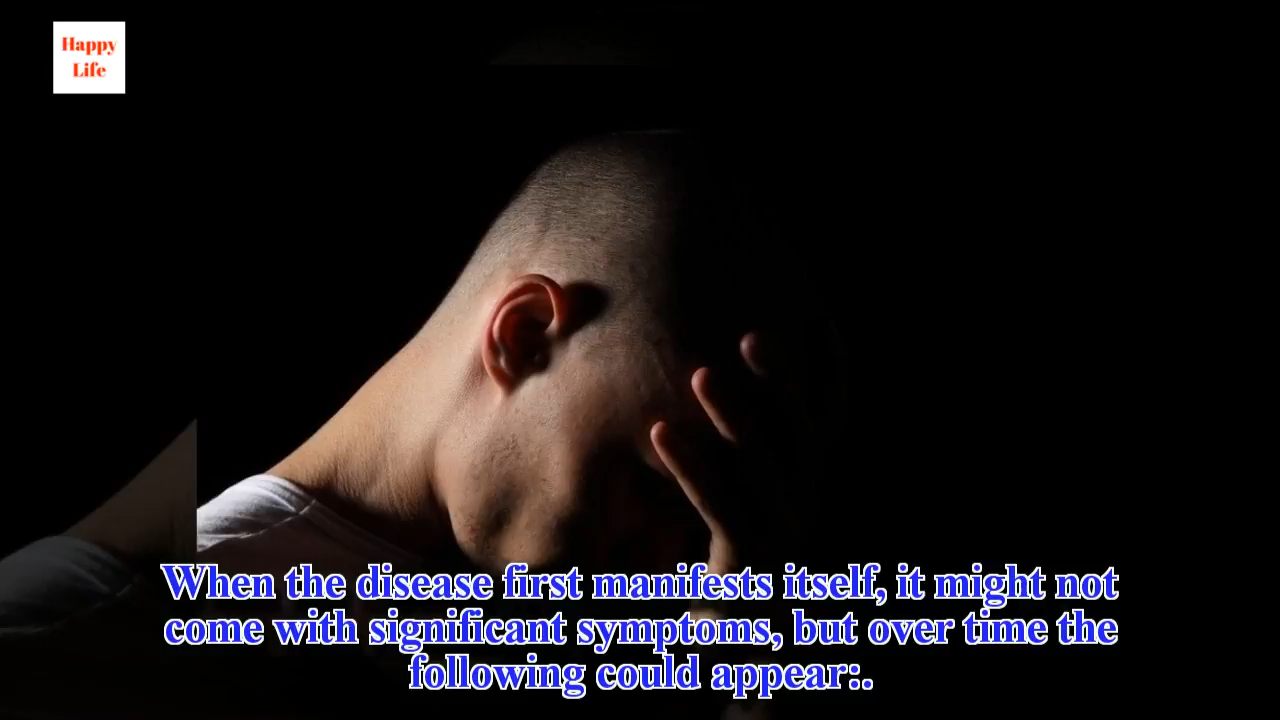 Happy
Life
When the disease first manifests itself, it might not
come with significant symptoms, but over time the
following could appear:.